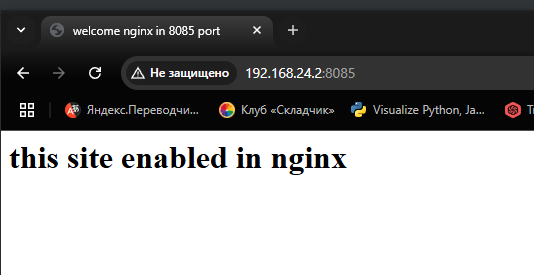 welcome nginx in 8085 port
Не защищено 192.168.24.2:8085
Яндекс.Переводчи... Клуб «Складчик» Visualize Python, Ja...
this site enabled in nginx